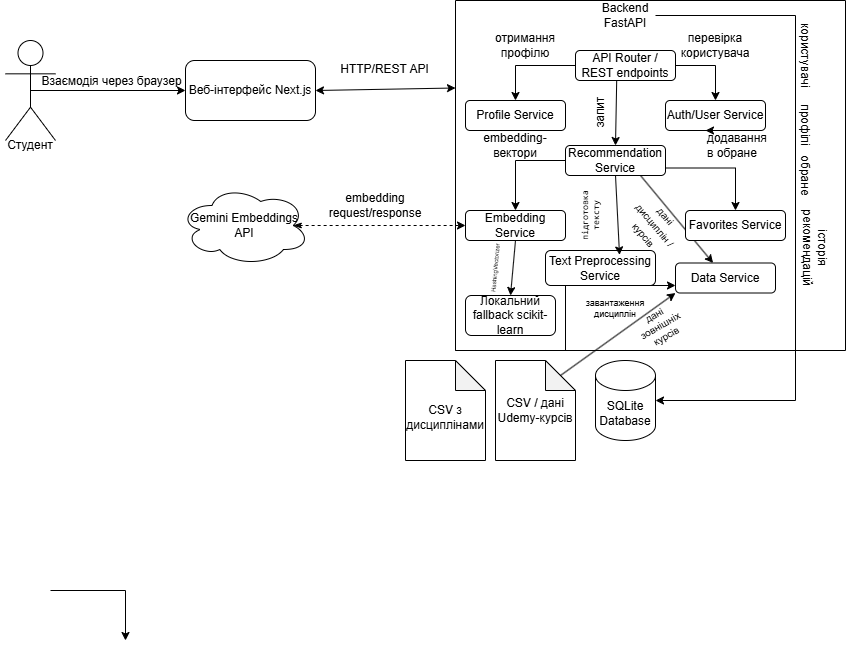 Backend
FastAPI
отримання
профілю
перевірка
користувача
API Router /
REST endpoints
HTTP/REST API
Взаємодія через браузер
Веб-інтерфейс Next.js
Студент
запит
Profile Service
Auth/User Service
embedding-
вектори
додавання
в обране
Recommendation
Service
користувачі профілі обране рекомендацій
історія
embedding
request/response
Gemini Embeddings
API
підготовка
тексту
дані
дисциплін /
курсів
Embedding
Service
Favorites Service
HashingVectorizer
Text Preprocessing
Service
Data Service
Локальний
fallback scikit-
learn
завантаження
дисциплін
дані
зовнішніх
курсів
CSV з
дисциплінами
CSV / дані
Udemy-курсів
SQLite
Database